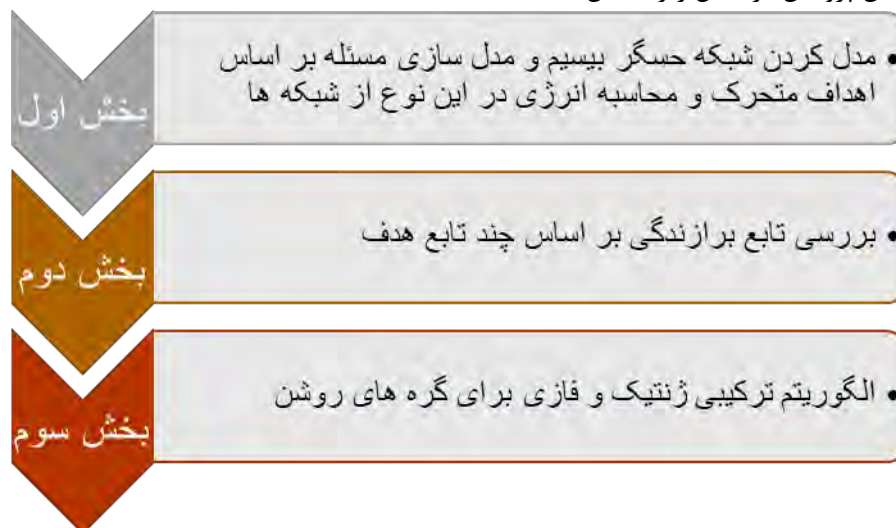 بخش اول
• مدل کردن شبکه حسگر بیسیم و مدل سازی مسئله بر اساس
اهداف متحرک و محاسبه انرژی در این نوع از شبکه ها
بخش دوم
• بررسی تابع برازندگی بر اساس چند تابع هدف
بخش سوم
• الگوریتم ترکیبی ژنتیک و فازی برای گره های روشن